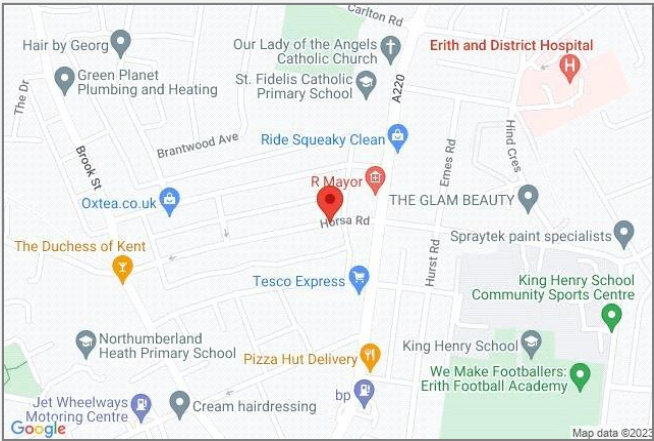 Carlton Rd
Hair by Georg
Our Lady of the Angels
Catholic Church
Erith and District Hospital
H
Green Planet
Plumbing and Heating
St. Fidelis Catholic
Primary School
A220
The Dr
Brook St
Brantwood Ave
Ride Squeaky Clean
Emes Rd
Hind Cres
R Mayor
Oxtea.co.uk
THE GLAM BEAUTY
Horsa Rd
Spraytek paint specialists
The Duchess of Kent
Hurst Rd
Tesco Express
King Henry School
Community Sports Centre
Northumberland
Heath Primary School
Pizza Hut Delivery
King Henry School
We Make Footballers:
Erith Football Academy
bp
Jet Wheelways
Motoring Centre
Cream hairdressing
Google
Map data ©2023